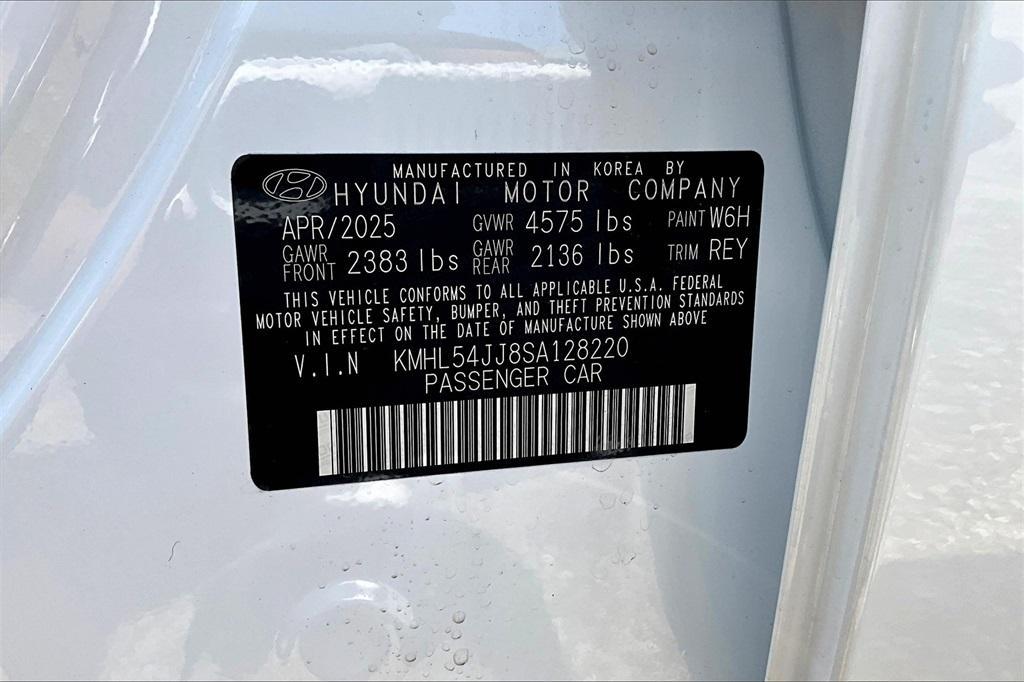 MANUFACTURED IN KOREA BY
HYUNDAI MOTOR COMPANY
APR/2025 GVWR 4575 lbs PAINT W6H
GAWR FRONT 2383 lbs GAWR REAR 2136 lbs TRIM REY
THIS VEHICLE CONFORMS TO ALL APPLICABLE U.S.A. FEDERAL
MOTOR VEHICLE SAFETY, BUMPER, AND THEFT PREVENTION STANDARDS
IN EFFECT ON THE DATE OF MANUFACTURE SHOWN ABOVE
V.I.N KMHL54JJ8SA128220
PASSENGER CAR